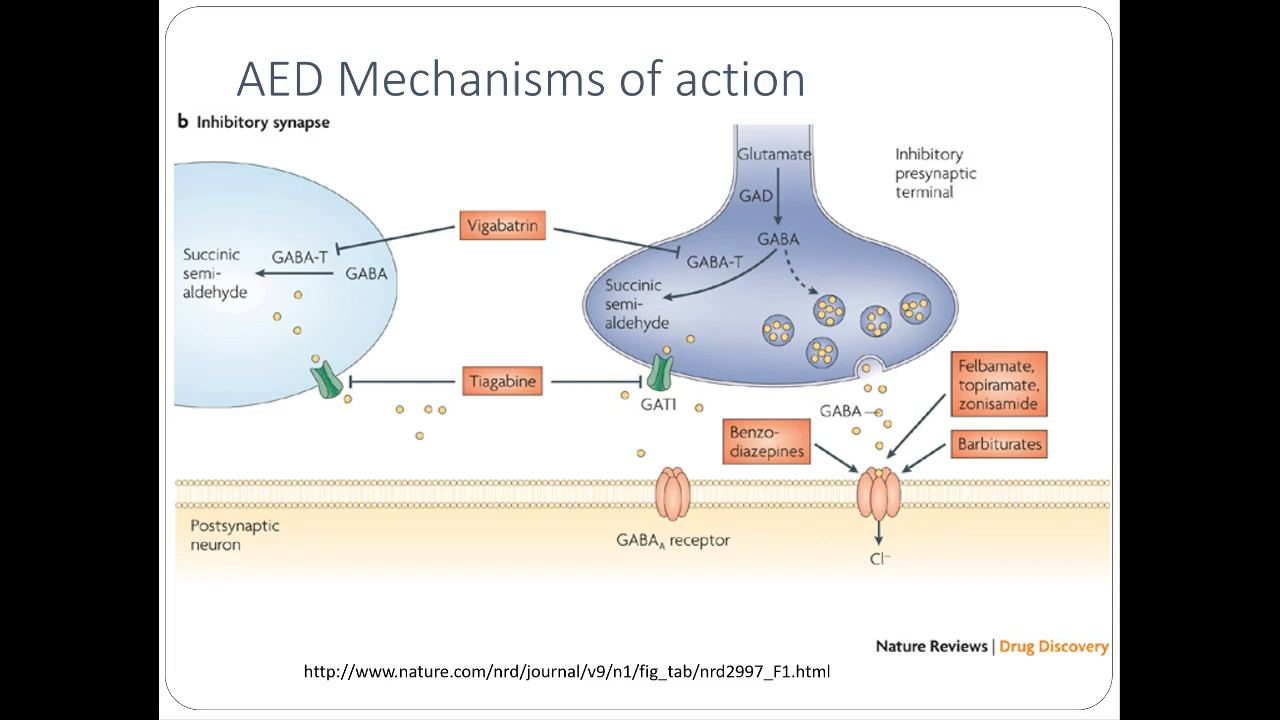 AED Mechanisms of action
b Inhibitory synapse
Glutamate
GAD
GABA
GABA-T
Succinic
semi-
aldehyde
Inhibitory
presynaptic
terminal
Vigabatrin
Succinic
semi-
aldehyde
GABA-T
GABA
Tiagabine
GATI
GABA
Felbamate,
topiramate,
zonisamide
Benzo-
diazepines
Barbiturates
Postsynaptic
neuron
GABAA receptor
Cl–
Nature Reviews | Drug Discovery
http://www.nature.com/nrd/journal/v9/n1/fig_tab/nrd2997_F1.html